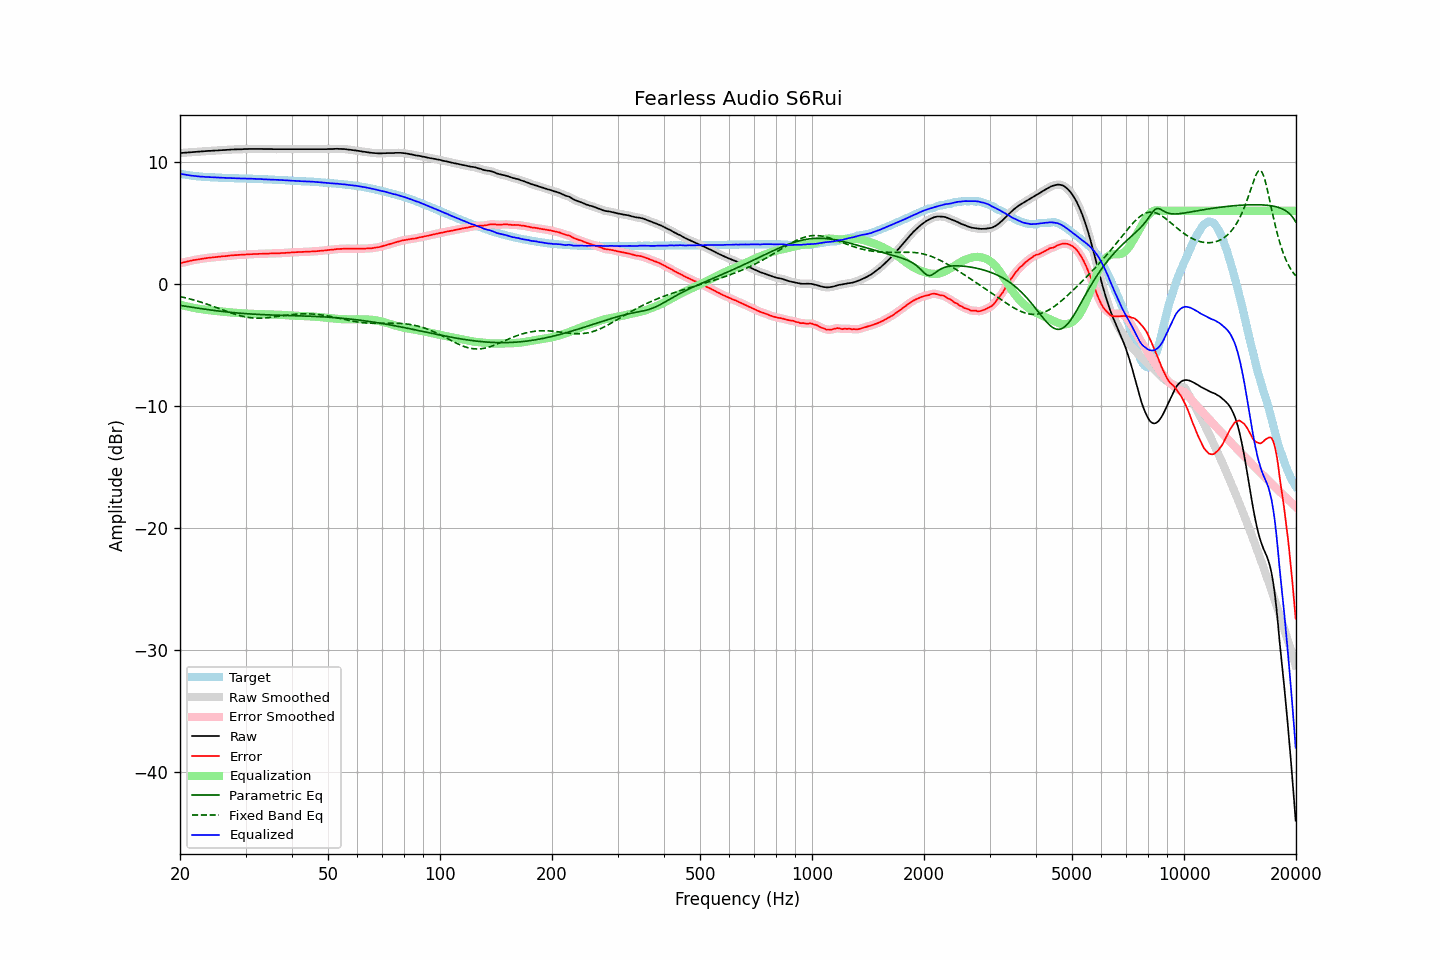 Fearless Audio S6Rui
Amplitude (dBr)
10
0
−10
−20
−30
−40
Target
Raw Smoothed
Error Smoothed
Raw
Error
Equalization
Parametric Eq
Fixed Band Eq
Equalized
20 50 100 200 500 1000 2000 5000 10000 20000
Frequency (Hz)